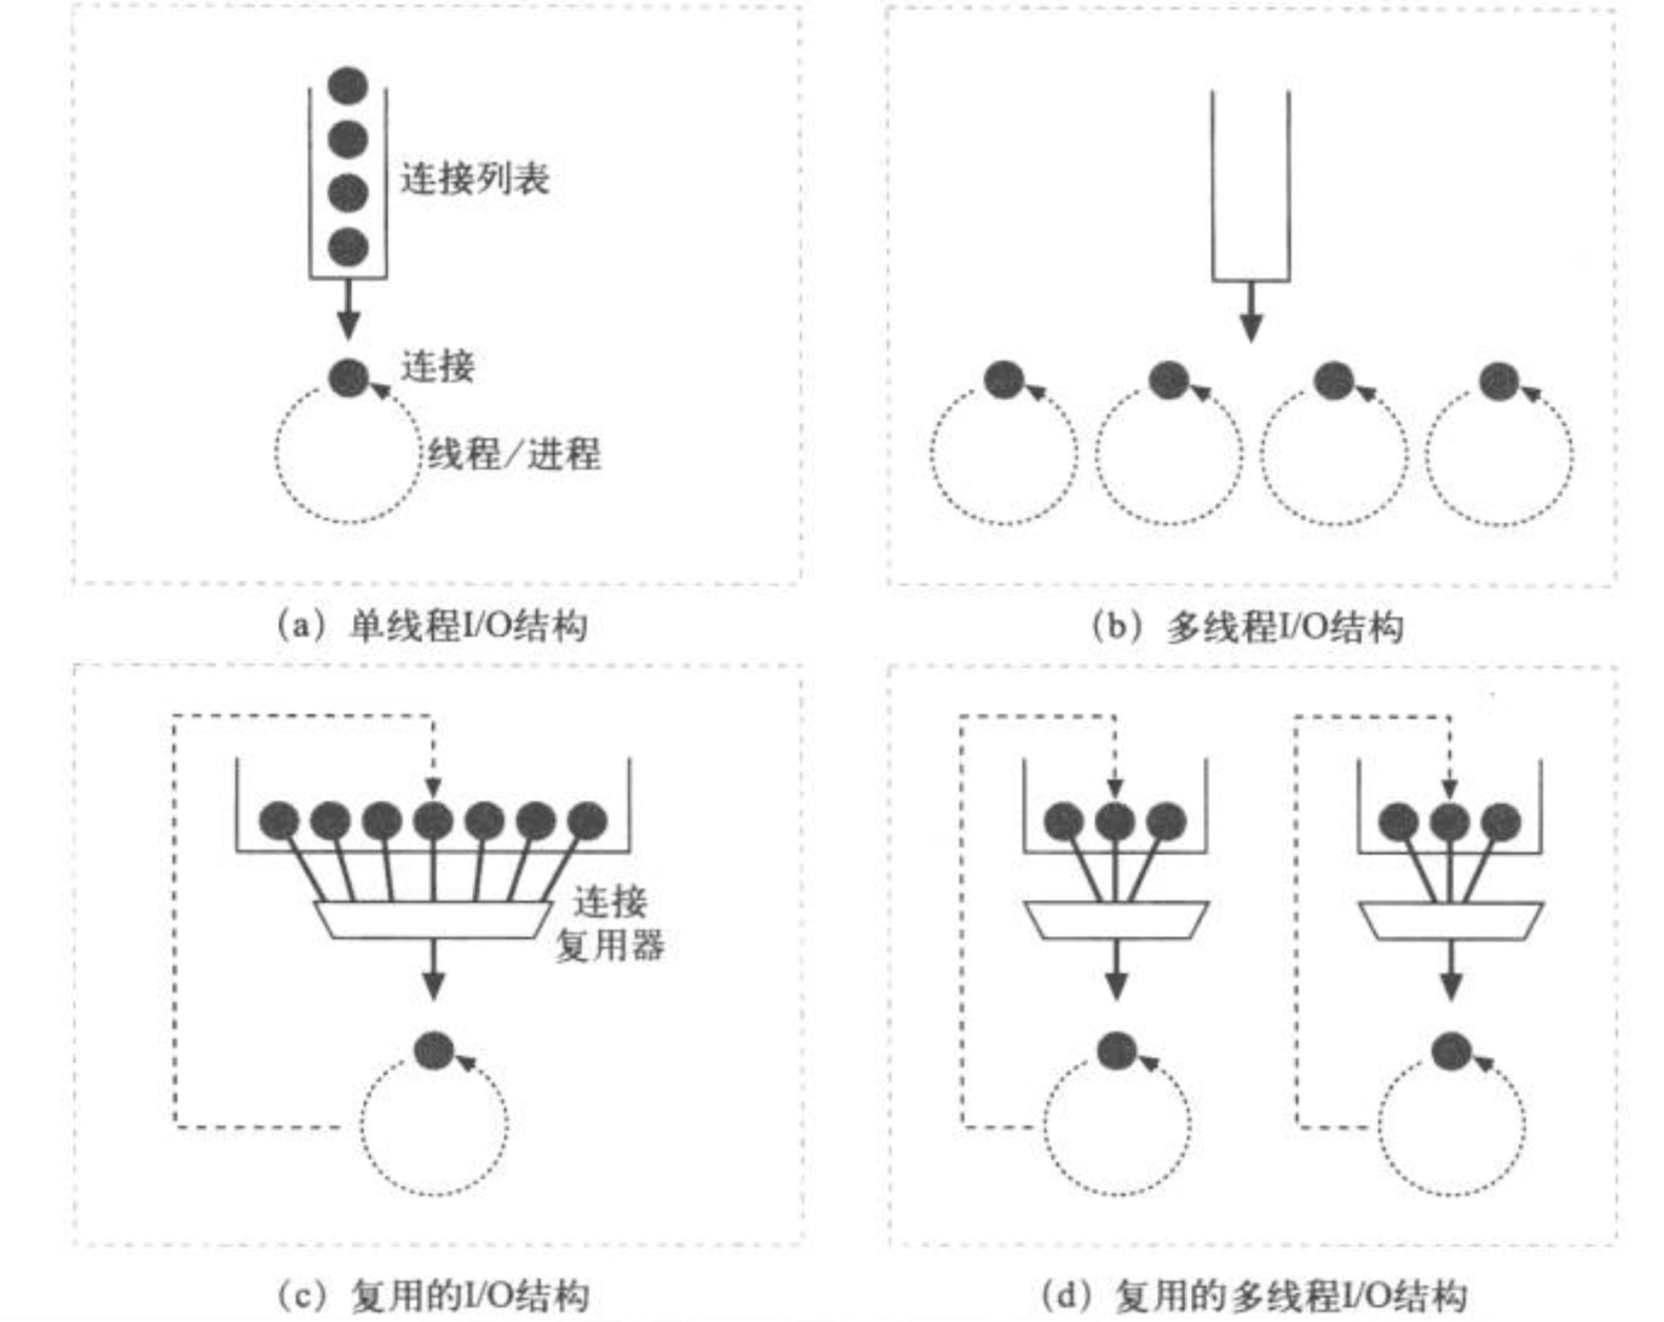 连接列表
连接
线程/进程
(a) 单线程I/O结构
(b) 多线程I/O结构
连接
复用器
(c) 复用的I/O结构
(d) 复用的多线程I/O结构